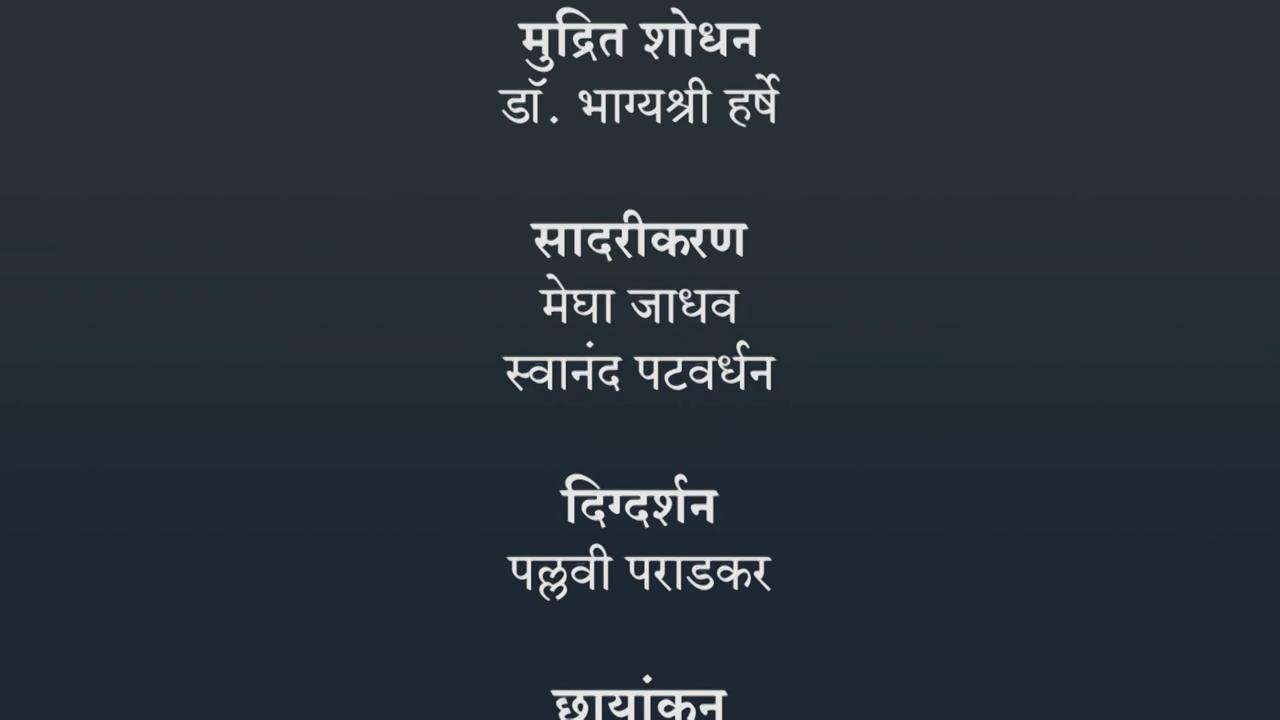 मुद्रित शोधन
डॉ. भाग्यश्री हर्षे
सादरीकरण
मेघा जाधव
स्वानंद पटवर्धन
दिग्दर्शन
पल्लवी पराडकर
छायांकन